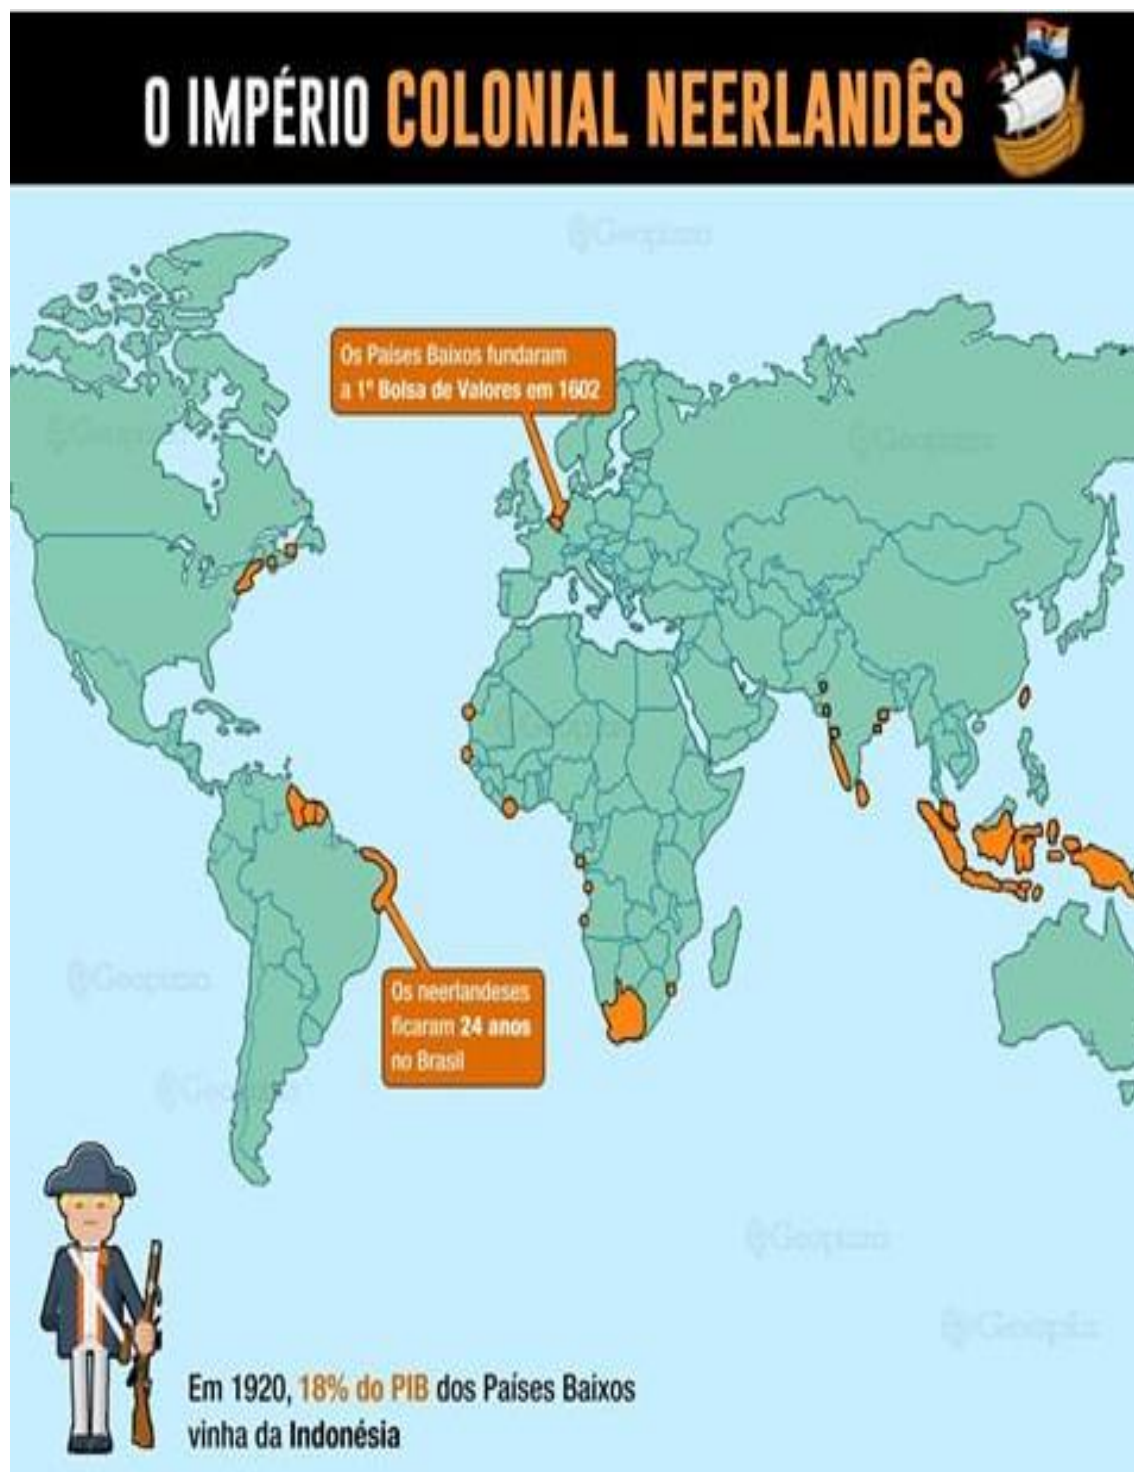 O IMPÉRIO COLONIAL NEERLANDÊS
@Geopizza
Os Países Baixos fundaram
a 1ª Bolsa de Valores em 1602
Os neerlandeses
ficaram 24 anos
no Brasil
Em 1920, 18% do PIB dos Países Baixos
vinha da Indonésia